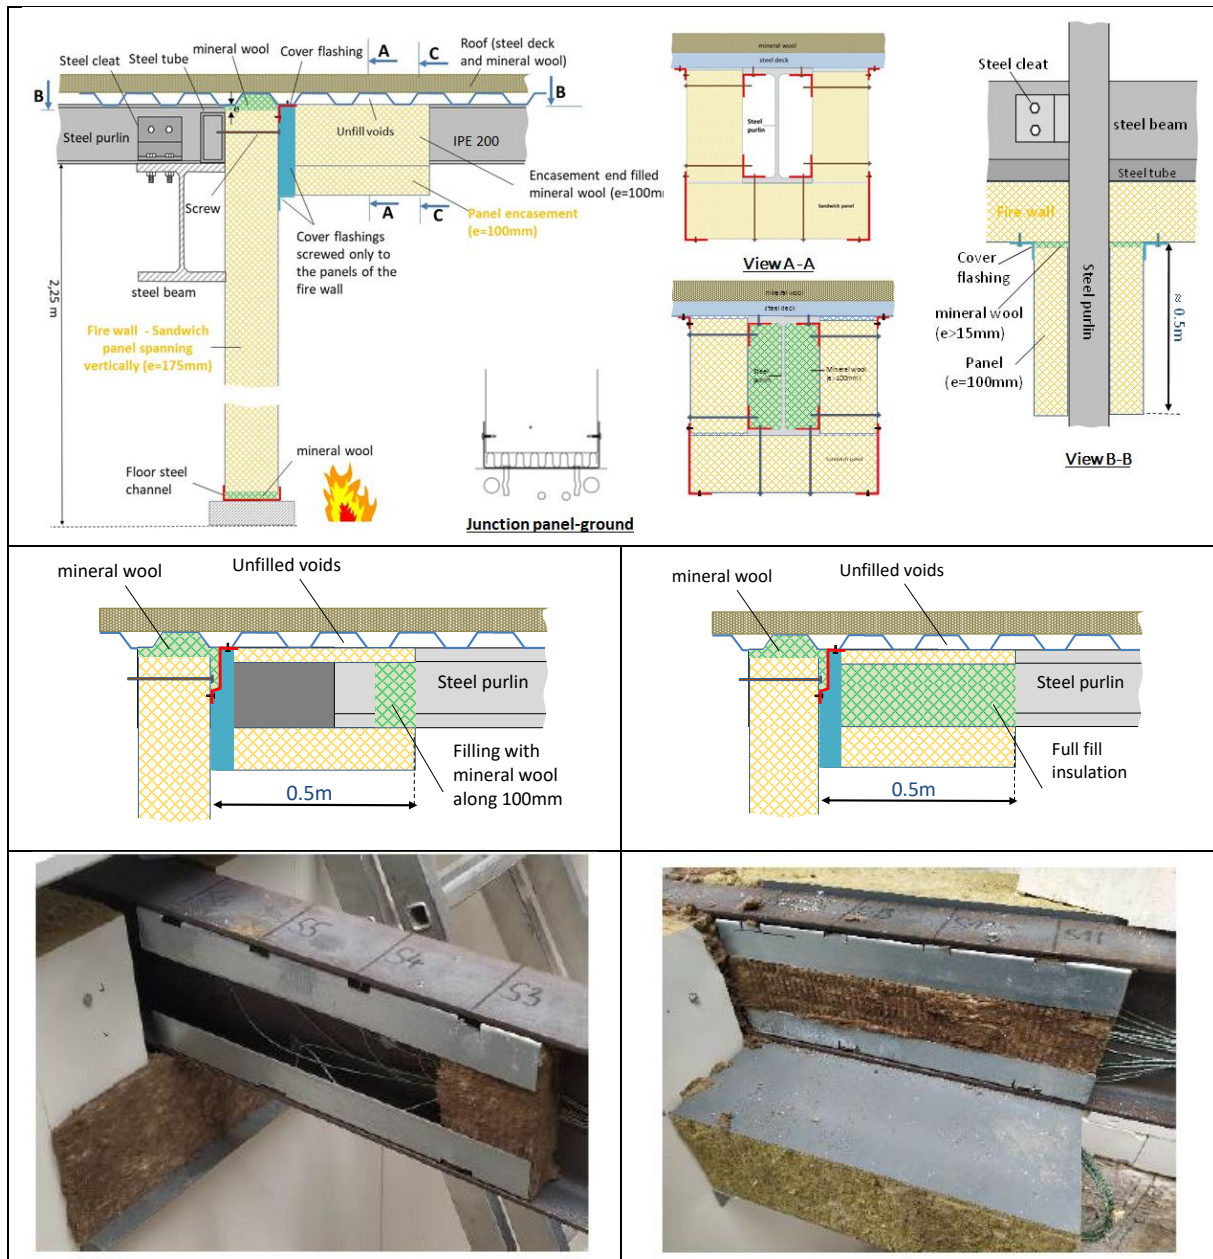 mineral wool
Cover flashing
Steel cleat
Steel tube
Roof (steel deck
and mineral wool)
A
C
B
B
e
Steel purlin
Unfill voids
IPE 200
Encasement end filled
mineral wool (e=100m
Screw
A
C
Panel encasement
(e=100mm)
Cover flashings
screwed only to
the panels of the
fire wall
2,25 m
steel beam
Fire wall - Sandwich
panel spanning
vertically (e=175mm)
Floor steel
channel
mineral wool
Junction panel-ground
mineral wool
steel deck
Steel
purlin
Sandwich panel
View A-A
mineral wool
steel deck
Steel
purlin
Mineral wool
Sandwich panel
Steel cleat
steel beam
Steel tube
Fire wall
Cover
flashing
Steel purlin
mineral wool
(e>15mm)
Panel
(e=100mm)
≈ 0.5m
View B-B
mineral wool
Unfilled voids
Steel purlin
Filling with
mineral wool
along 100mm
0.5m
mineral wool
Unfilled voids
Steel purlin
Full fill
insulation
0.5m
S5
S4
S3
S11